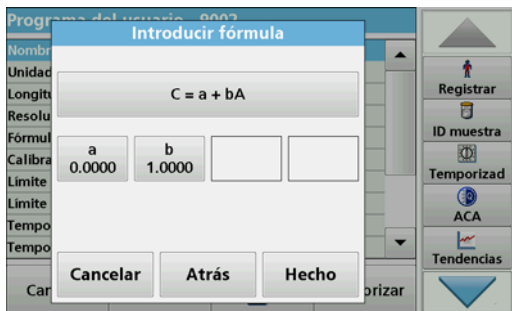 Programa del usuario 9002
Introducir fórmula
Nombr
Unidad
Longit
Resolu
Fórmul
Calibra
Límite
Límite
Tempo
Tempo
C = a + bA
a
0.0000
b
1.0000
Cancelar
Atrás
Hecho
Can
orizar
Registrar
ID muestra
Temporizad
ACA
Tendencias